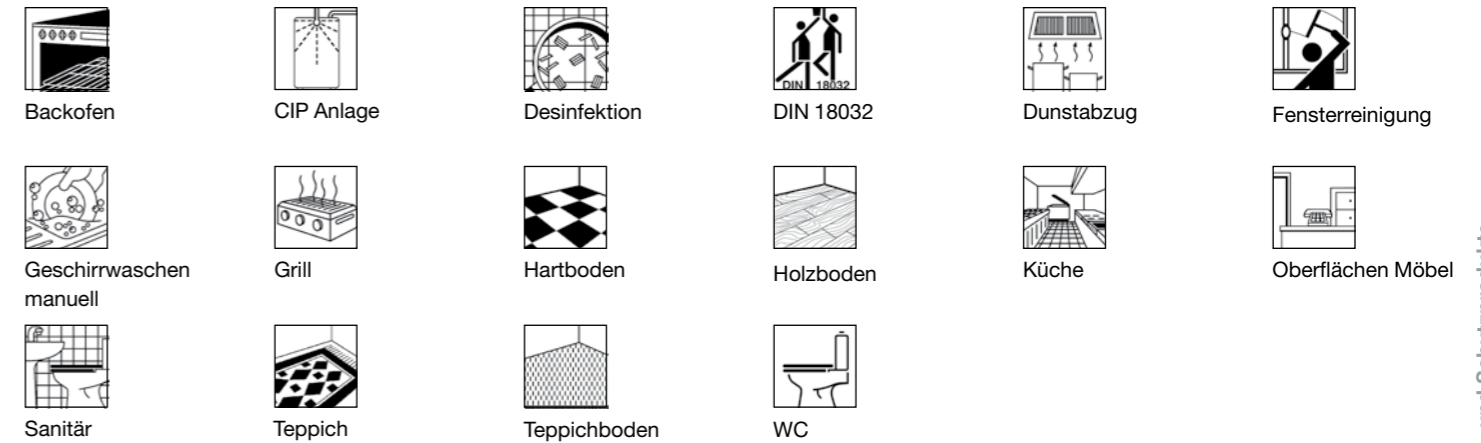 DIN 18032
Backofen
CIP Anlage
Desinfektion
DIN 18032
Dunstabzug
Fensterreinigung
Geschirrwaschen
manuell
Grill
Hartboden
Holzboden
Küche
Oberflächen Möbel
Sanitär
Teppich
Teppichboden
WC